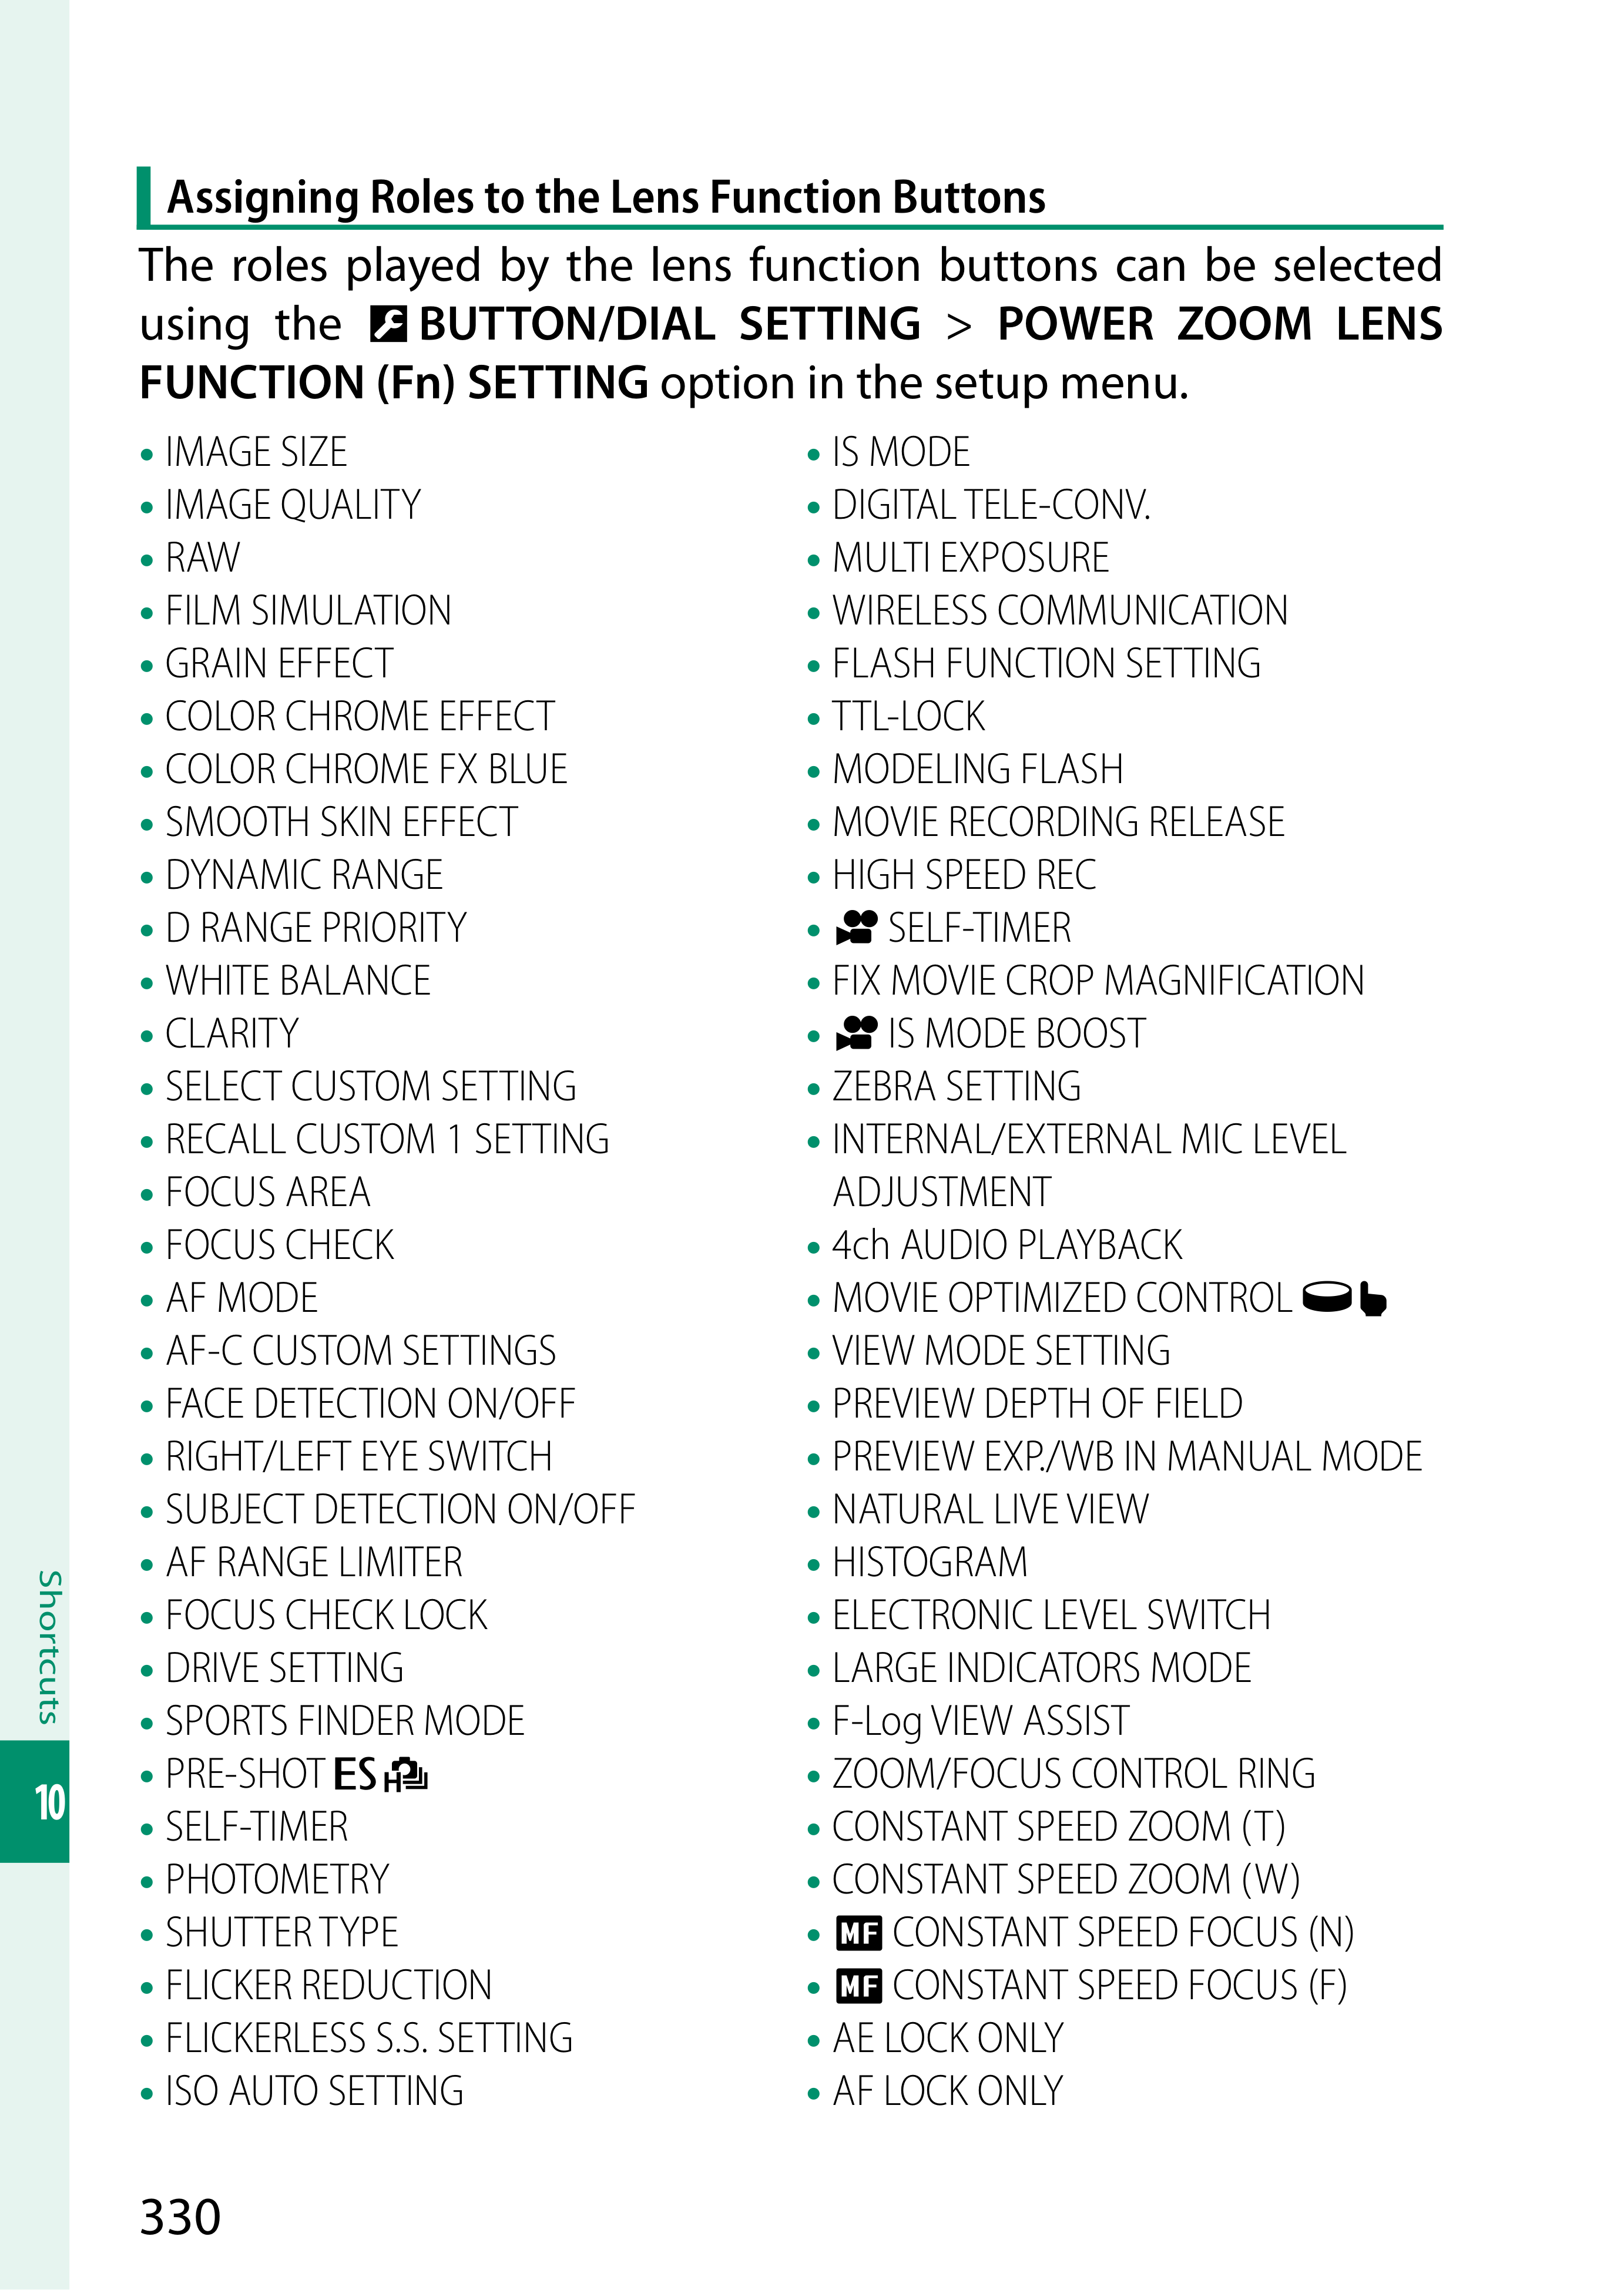 Assigning Roles to the Lens Function Buttons
The roles played by the lens function buttons can be selected
using the BUTTON/DIAL SETTING > POWER ZOOM LENS
FUNCTION (Fn) SETTING option in the setup menu.
• IMAGE SIZE
• IMAGE QUALITY
• RAW
• FILM SIMULATION
• GRAIN EFFECT
• COLOR CHROME EFFECT
• COLOR CHROME FX BLUE
• SMOOTH SKIN EFFECT
• DYNAMIC RANGE
• D RANGE PRIORITY
• WHITE BALANCE
• CLARITY
• SELECT CUSTOM SETTING
• RECALL CUSTOM 1 SETTING
• FOCUS AREA
• FOCUS CHECK
• AF MODE
• AF-C CUSTOM SETTINGS
• FACE DETECTION ON/OFF
• RIGHT/LEFT EYE SWITCH
• SUBJECT DETECTION ON/OFF
• AF RANGE LIMITER
• FOCUS CHECK LOCK
• DRIVE SETTING
• SPORTS FINDER MODE
• PRE-SHOT ES H
• SELF-TIMER
• PHOTOMETRY
• SHUTTER TYPE
• FLICKER REDUCTION
• FLICKERLESS S.S. SETTING
• ISO AUTO SETTING
• IS MODE
• DIGITAL TELE-CONV.
• MULTI EXPOSURE
• WIRELESS COMMUNICATION
• FLASH FUNCTION SETTING
• TTL-LOCK
• MODELING FLASH
• MOVIE RECORDING RELEASE
• HIGH SPEED REC
• SELF-TIMER
• FIX MOVIE CROP MAGNIFICATION
• IS MODE BOOST
• ZEBRA SETTING
• INTERNAL/EXTERNAL MIC LEVEL
ADJUSTMENT
• 4ch AUDIO PLAYBACK
• MOVIE OPTIMIZED CONTROL
• VIEW MODE SETTING
• PREVIEW DEPTH OF FIELD
• PREVIEW EXP./WB IN MANUAL MODE
• NATURAL LIVE VIEW
• HISTOGRAM
• ELECTRONIC LEVEL SWITCH
• LARGE INDICATORS MODE
• F-Log VIEW ASSIST
• ZOOM/FOCUS CONTROL RING
• CONSTANT SPEED ZOOM (T)
• CONSTANT SPEED ZOOM (W)
• MF CONSTANT SPEED FOCUS (N)
• MF CONSTANT SPEED FOCUS (F)
• AE LOCK ONLY
• AF LOCK ONLY
Shortcuts
10
330